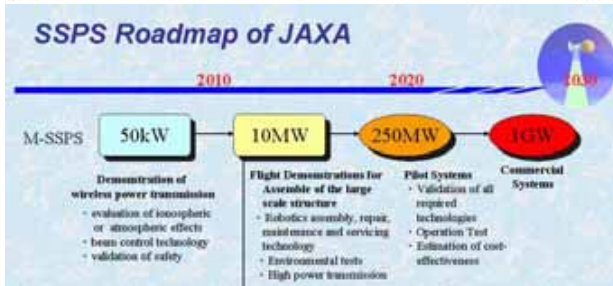 SSPS Roadmap of JAXA
2010
2020
2030
M-SSPS
50kW
10MW
250MW
1GW
Demonstration of
wireless power transmission
・evaluation of ionospheric
or atmospheric effects
・beam control technology
・validation of safety
Flight Demonstrations for
Assemble of the large
scale structure
・Robotics assembly, repair,
maintenance and servicing
technology
・Environmental tests
・High power transmission
Pilot Systems
・Validation of all
required
technologies
・Operation Test
・Estimation of cost-
effectiveness
Commercial
Systems